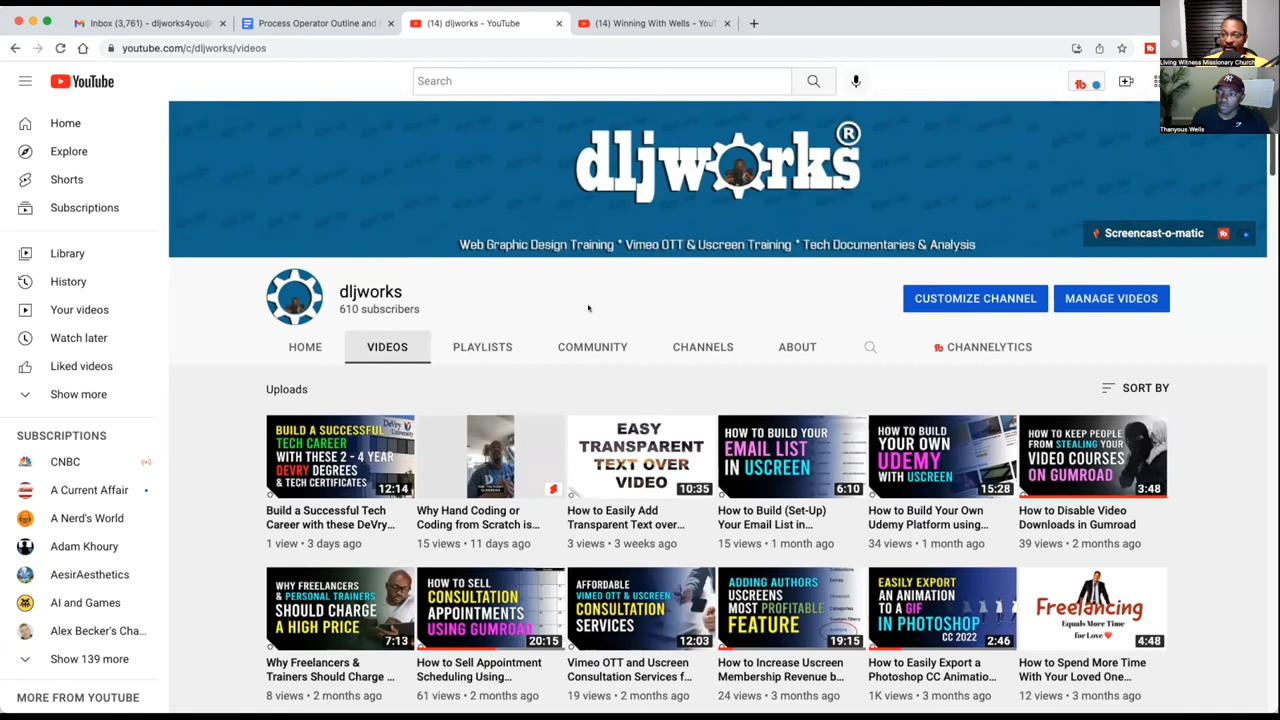 Inbox (3,761) - dljworks4you@
Process Operator Outline and
(14) dljworks - YouTube
(14) Winning With Wells - YouT
youtube.com/c/dljworks/videos
Living Witness Missionary Church
Thanyous Wells
YouTube
Search
Home
Explore
Shorts
Subscriptions
Library
History
Your videos
Watch later
Liked videos
Show more
SUBSCRIPTIONS
CNBC
A Current Affair
A Nerd's World
Adam Khoury
AesirAesthetics
AI and Games
Alex Becker's Cha...
Show 139 more
MORE FROM YOUTUBE
dljworks®
Web Graphic Design Training * Vimeo OTT & Uscreen Training * Tech Documentaries & Analysis
Screencast-o-matic
dljworks
610 subscribers
CUSTOMIZE CHANNEL
MANAGE VIDEOS
HOME
VIDEOS
PLAYLISTS
COMMUNITY
CHANNELS
ABOUT
CHANNELYTICS
Uploads
SORT BY
BUILD A SUCCESSFUL
TECH CAREER
WITH THESE 2 - 4 YEAR
DEVRY DEGREES
& TECH CERTIFICATES
12:14
Build a Successful Tech
Career with these DeVry...
1 view • 3 days ago
Why Hand Coding or
Coding from Scratch is...
15 views • 11 days ago
EASY
TRANSPARENT
TEXT OVER
VIDEO
10:35
How to Easily Add
Transparent Text over...
3 views • 3 weeks ago
HOW TO BUILD YOUR
EMAIL LIST
IN USCREEN
6:10
How to Build (Set-Up)
Your Email List in...
15 views • 1 month ago
HOW TO BUILD
YOUR OWN
UDEMY
WITH USCREEN
15:28
How to Build Your Own
Udemy Platform using...
34 views • 1 month ago
HOW TO KEEP PEOPLE
FROM STEALING YOUR
VIDEO COURSES
ON GUMROAD
3:48
How to Disable Video
Downloads in Gumroad
39 views • 2 months ago
WHY FREELANCERS
& PERSONAL TRAINERS
SHOULD CHARGE
A HIGH PRICE
7:13
Why Freelancers &
Trainers Should Charge ...
8 views • 2 months ago
HOW TO SELL
CONSULTATION
APPOINTMENTS
USING GUMROAD
20:15
How to Sell Appointment
Scheduling Using...
61 views • 2 months ago
AFFORDABLE
VIMEO OTT & USCREEN
CONSULTATION
SERVICES
12:03
Vimeo OTT and Uscreen
Consultation Services f...
19 views • 2 months ago
ADDING AUTHORS
USCREENS
MOST PROFITABLE
FEATURE
19:15
How to Increase Uscreen
Membership Revenue b...
24 views • 3 months ago
EASILY EXPORT
AN ANIMATION
TO A GIF
IN PHOTOSHOP
CC 2022
2:46
How to Easily Export a
Photoshop CC Animatio...
1K views • 3 months ago
Freelancing
Equals More Time
for Love
4:48
How to Spend More Time
With Your Loved One...
12 views • 3 months ago